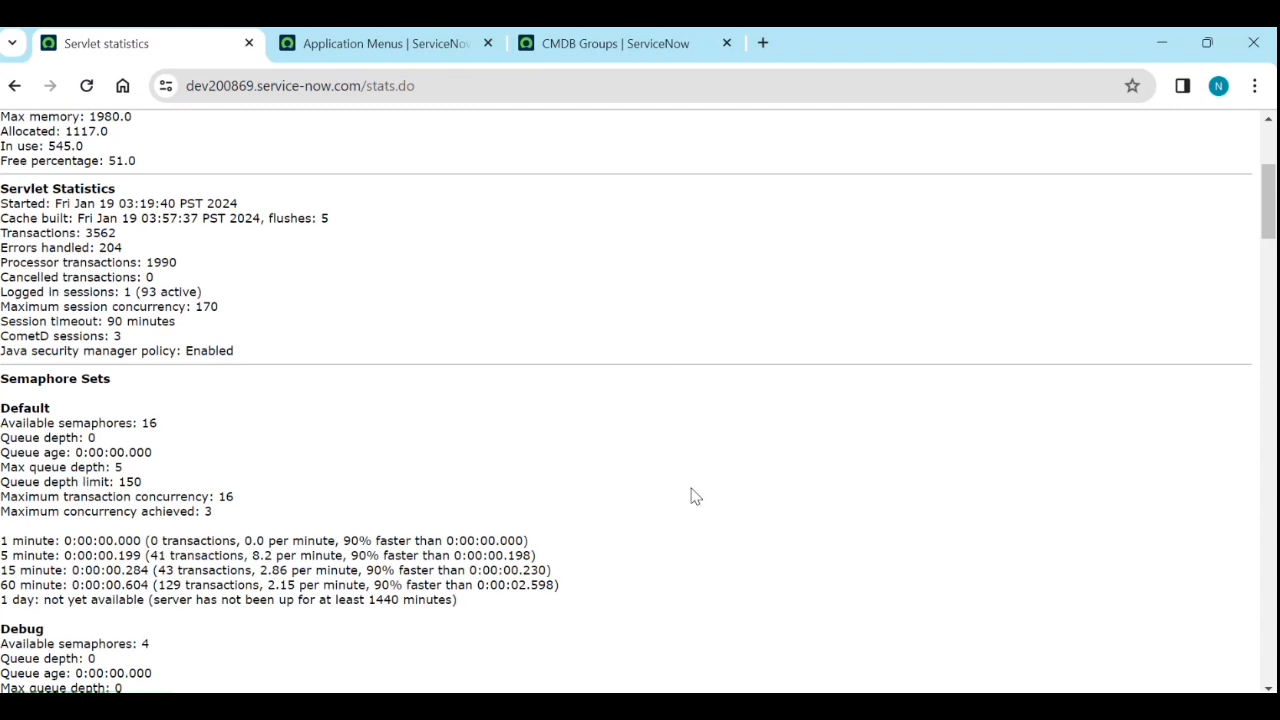 Servlet statistics
Application Menus | ServiceNow
CMDB Groups | ServiceNow
dev200869.service-now.com/stats.do
N
Max memory: 1980.0
Allocated: 1117.0
In use: 545.0
Free percentage: 51.0
Servlet Statistics
Started: Fri Jan 19 03:19:40 PST 2024
Cache built: Fri Jan 19 03:57:37 PST 2024, flushes: 5
Transactions: 3562
Errors handled: 204
Processor transactions: 1990
Cancelled transactions: 0
Logged in sessions: 1 (93 active)
Maximum session concurrency: 170
Session timeout: 90 minutes
CometD sessions: 3
Java security manager policy: Enabled
Semaphore Sets
Default
Available semaphores: 16
Queue depth: 0
Queue age: 0:00:00.000
Max queue depth: 5
Queue depth limit: 150
Maximum transaction concurrency: 16
Maximum concurrency achieved: 3
1 minute: 0:00:00.000 (0 transactions, 0.0 per minute, 90% faster than 0:00:00.000)
5 minute: 0:00:00.199 (41 transactions, 8.2 per minute, 90% faster than 0:00:00.198)
15 minute: 0:00:00.284 (43 transactions, 2.86 per minute, 90% faster than 0:00:00.230)
60 minute: 0:00:00.604 (129 transactions, 2.15 per minute, 90% faster than 0:00:02.598)
1 day: not yet available (server has not been up for at least 1440 minutes)
Debug
Available semaphores: 4
Queue depth: 0
Queue age: 0:00:00.000
Max queue depth: 0